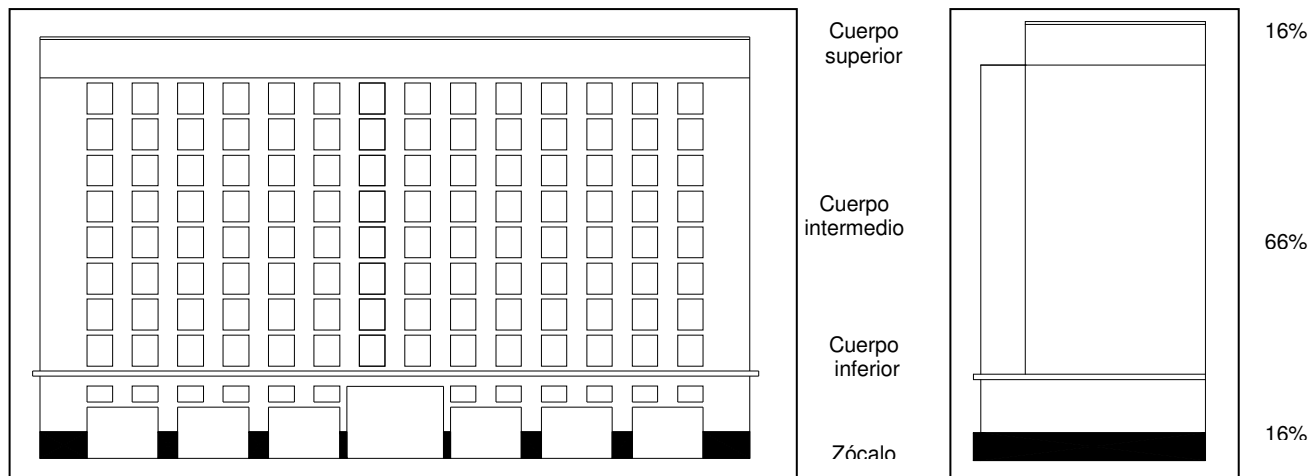 Cuerpo
superior
16%
Cuerpo
intermedio
66%
Cuerpo
inferior
16%
Zócalo